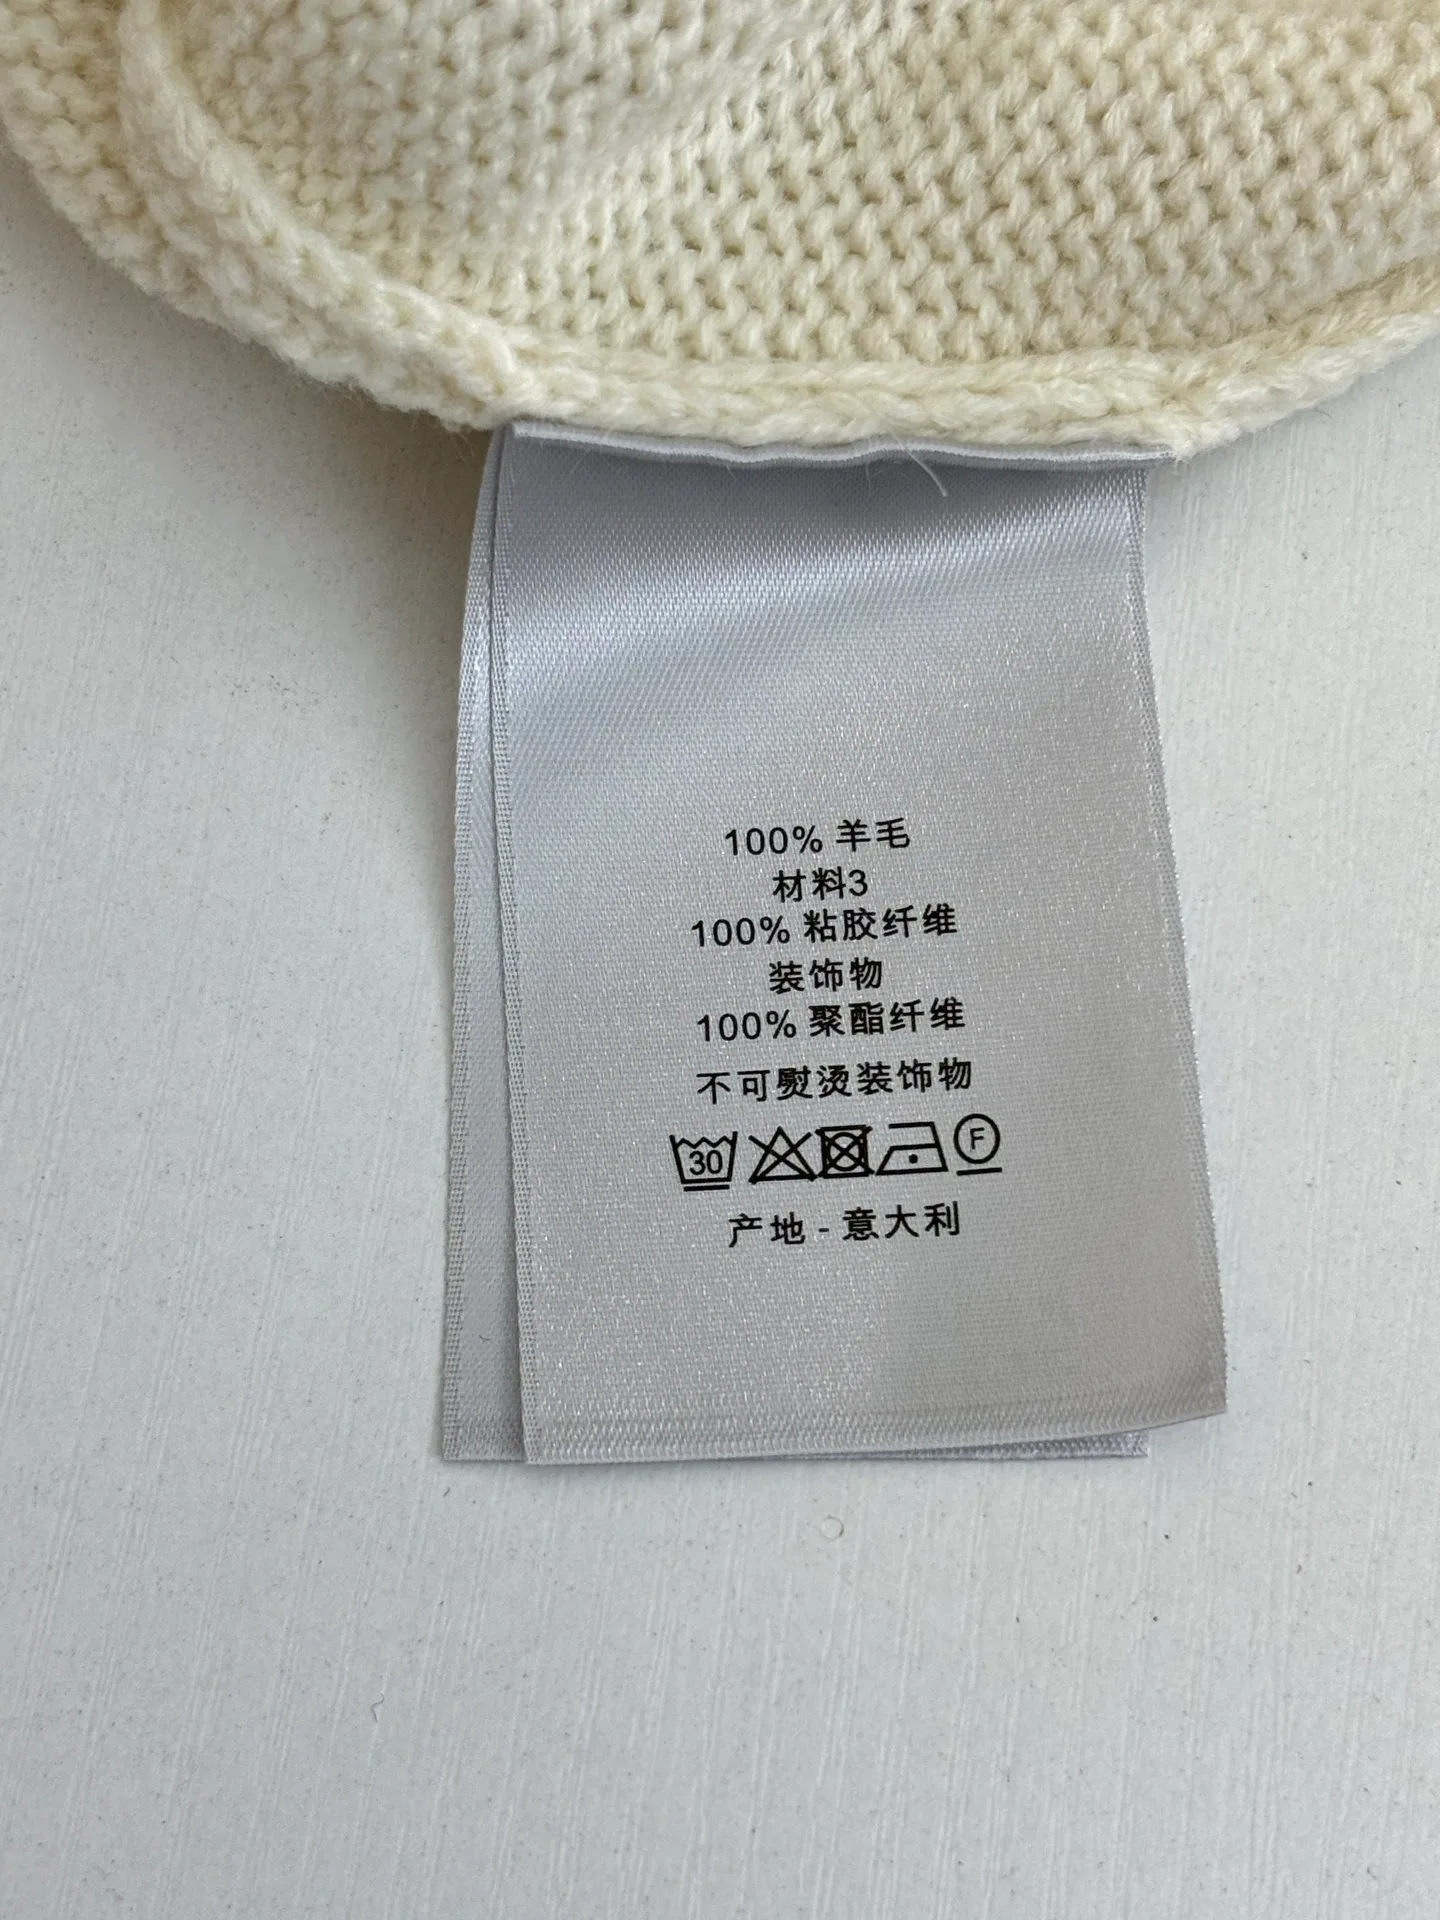 100% 羊毛
材料3
100% 粘胶纤维
装饰物
100% 聚酯纤维
不可熨烫装饰物
30 F
产地 - 意大利